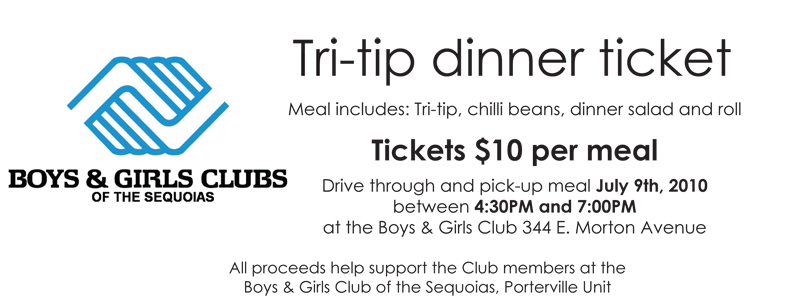 Tri-tip dinner ticket
Meal includes: Tri-tip, chilli beans, dinner salad and roll
Tickets $10 per meal
BOYS & GIRLS CLUBS
OF THE SEQUOIAS
Drive through and pick-up meal July 9th, 2010
between 4:30PM and 7:00PM
at the Boys & Girls Club 344 E. Morton Avenue
All proceeds help support the Club members at the
Boys & Girls Club of the Sequoias, Porterville Unit